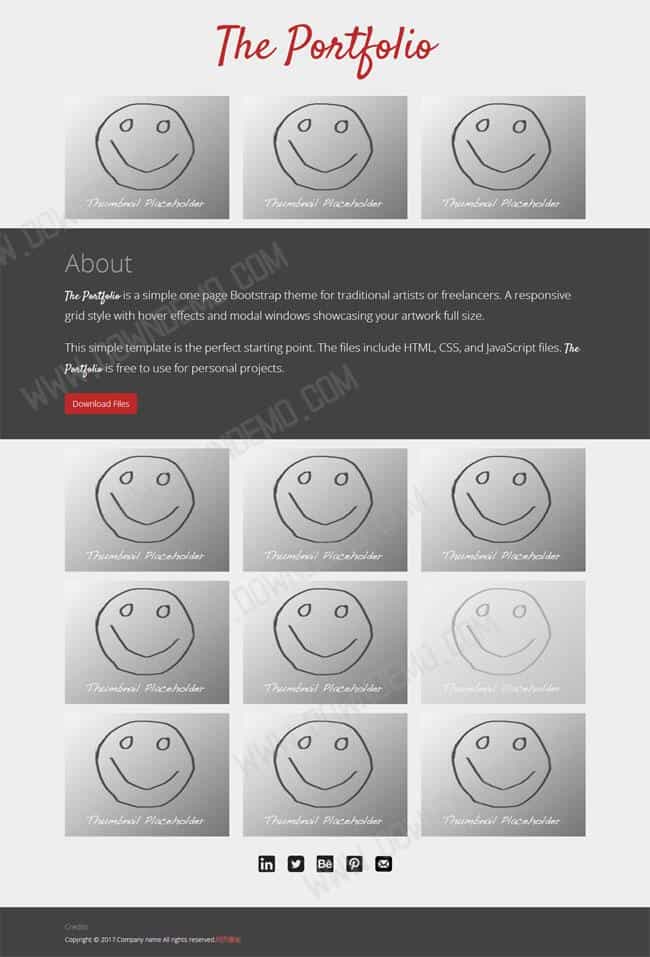 The Portfolio
Thumbnail Placeholder Thumbnail Placeholder Thumbnail Placeholder
About
The Portfolio is a simple one page Bootstrap theme for traditional artists or freelancers. A responsive
grid style with hover effects and modal windows showcasing your artwork full size.
This simple template is the perfect starting point. The files include HTML, CSS, and JavaScript files. The
Portfolio is free to use for personal projects.
Download Files
Thumbnail Placeholder Thumbnail Placeholder Thumbnail Placeholder
Thumbnail Placeholder Thumbnail Placeholder Thumbnail Placeholder
Thumbnail Placeholder Thumbnail Placeholder Thumbnail Placeholder
in Bē
Credits
Copyright © 2017.Company name All rights reserved.
WWW.DOWNDEMO.COM